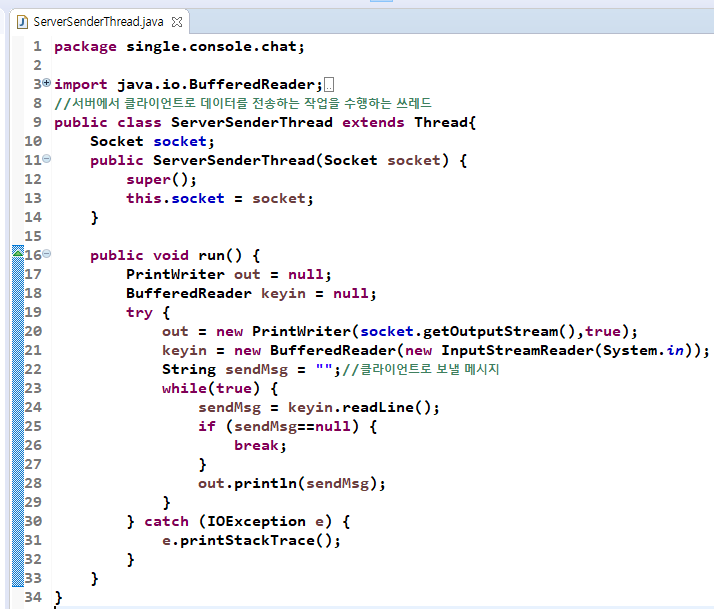 ServerSenderThread.java
1 package single.console.chat;
2
3 import java.io.BufferedReader;
8 //서버에서 클라이언트로 데이터를 전송하는 작업을 수행하는 쓰레드
9 public class ServerSenderThread extends Thread{
10     Socket socket;
11     public ServerSenderThread(Socket socket) {
12         super();
13         this.socket = socket;
14     }
15
16     public void run() {
17         PrintWriter out = null;
18         BufferedReader keyin = null;
19         try {
20             out = new PrintWriter(socket.getOutputStream(),true);
21             keyin = new BufferedReader(new InputStreamReader(System.in));
22             String sendMsg = "";//클라이언트로 보낼 메시지
23             while(true) {
24                 sendMsg = keyin.readLine();
25                 if (sendMsg==null) {
26                     break;
27                 }
28                 out.println(sendMsg);
29             }
30         } catch (IOException e) {
31             e.printStackTrace();
32         }
33     }
34 }